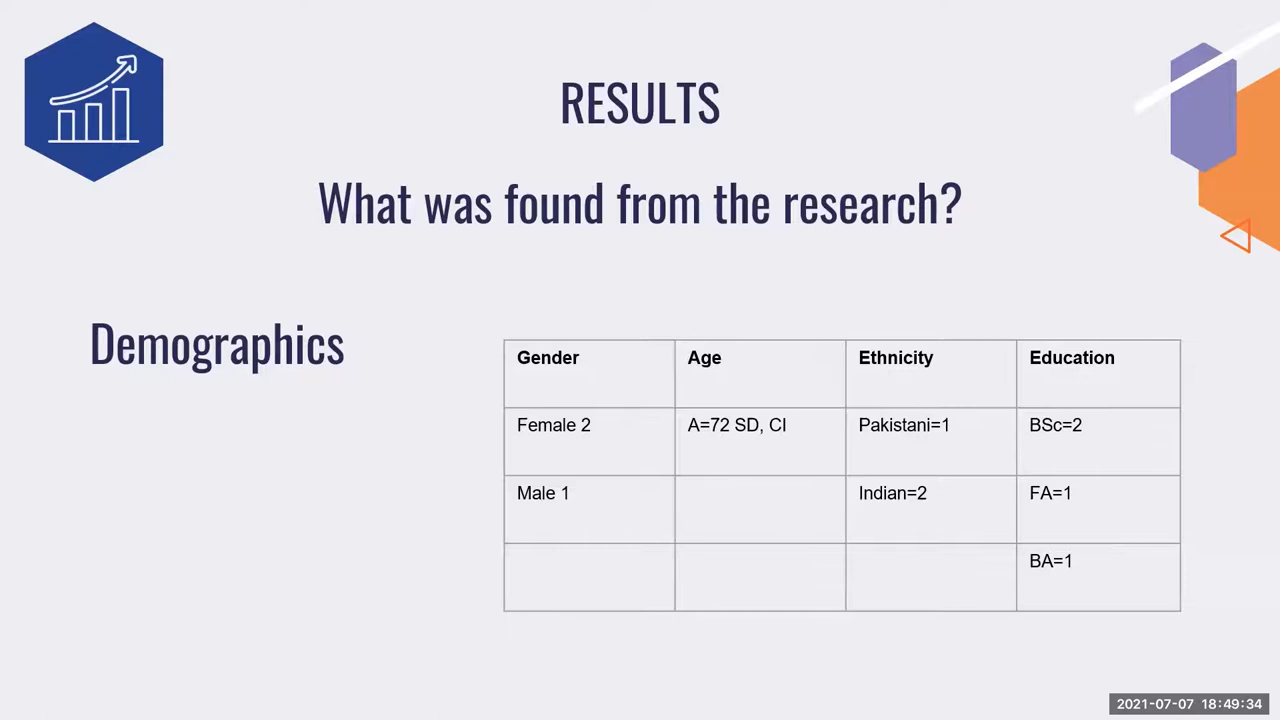 RESULTS
What was found from the research?
Demographics
Gender Age Ethnicity Education
Female 2 A=72 SD, CI Pakistani=1 BSc=2
Male 1 Indian=2 FA=1
BA=1
2021-07-07 18:49:34